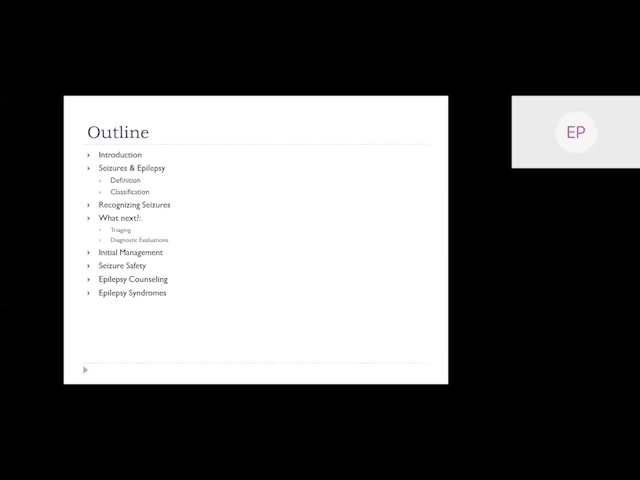 Outline
Introduction
Seizures & Epilepsy
Definition
Classification
Recognizing Seizures
What next?:
Triaging
Diagnostic Evaluations
Initial Management
Seizure Safety
Epilepsy Counseling
Epilepsy Syndromes
EP